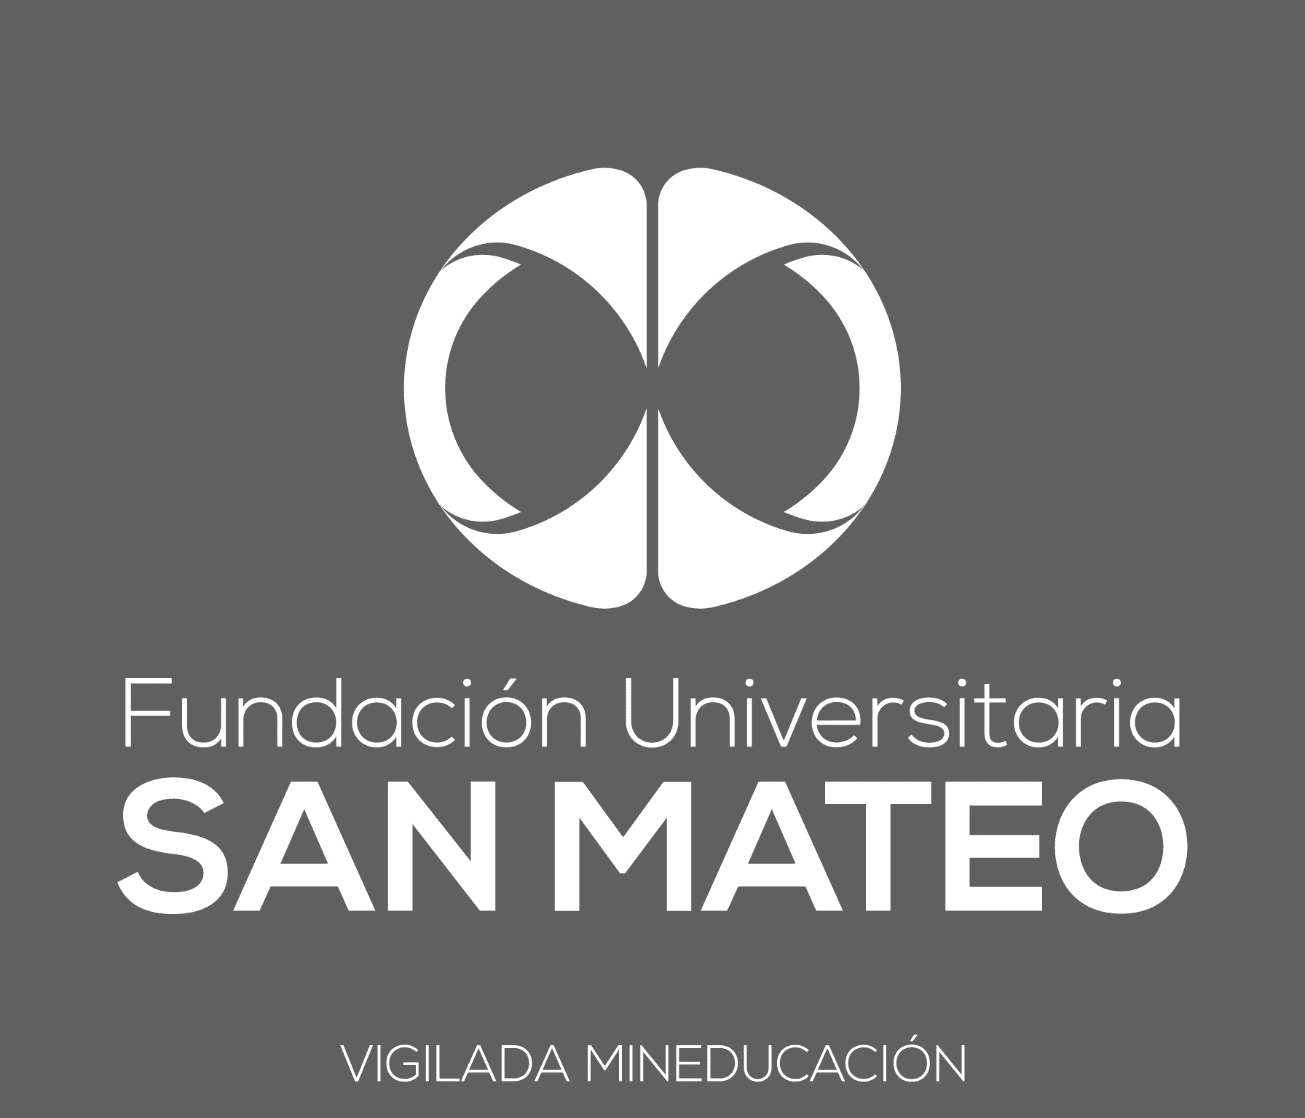 Fundación Universitaria
SAN MATEO
VIGILADA MINEDUCACIÓN